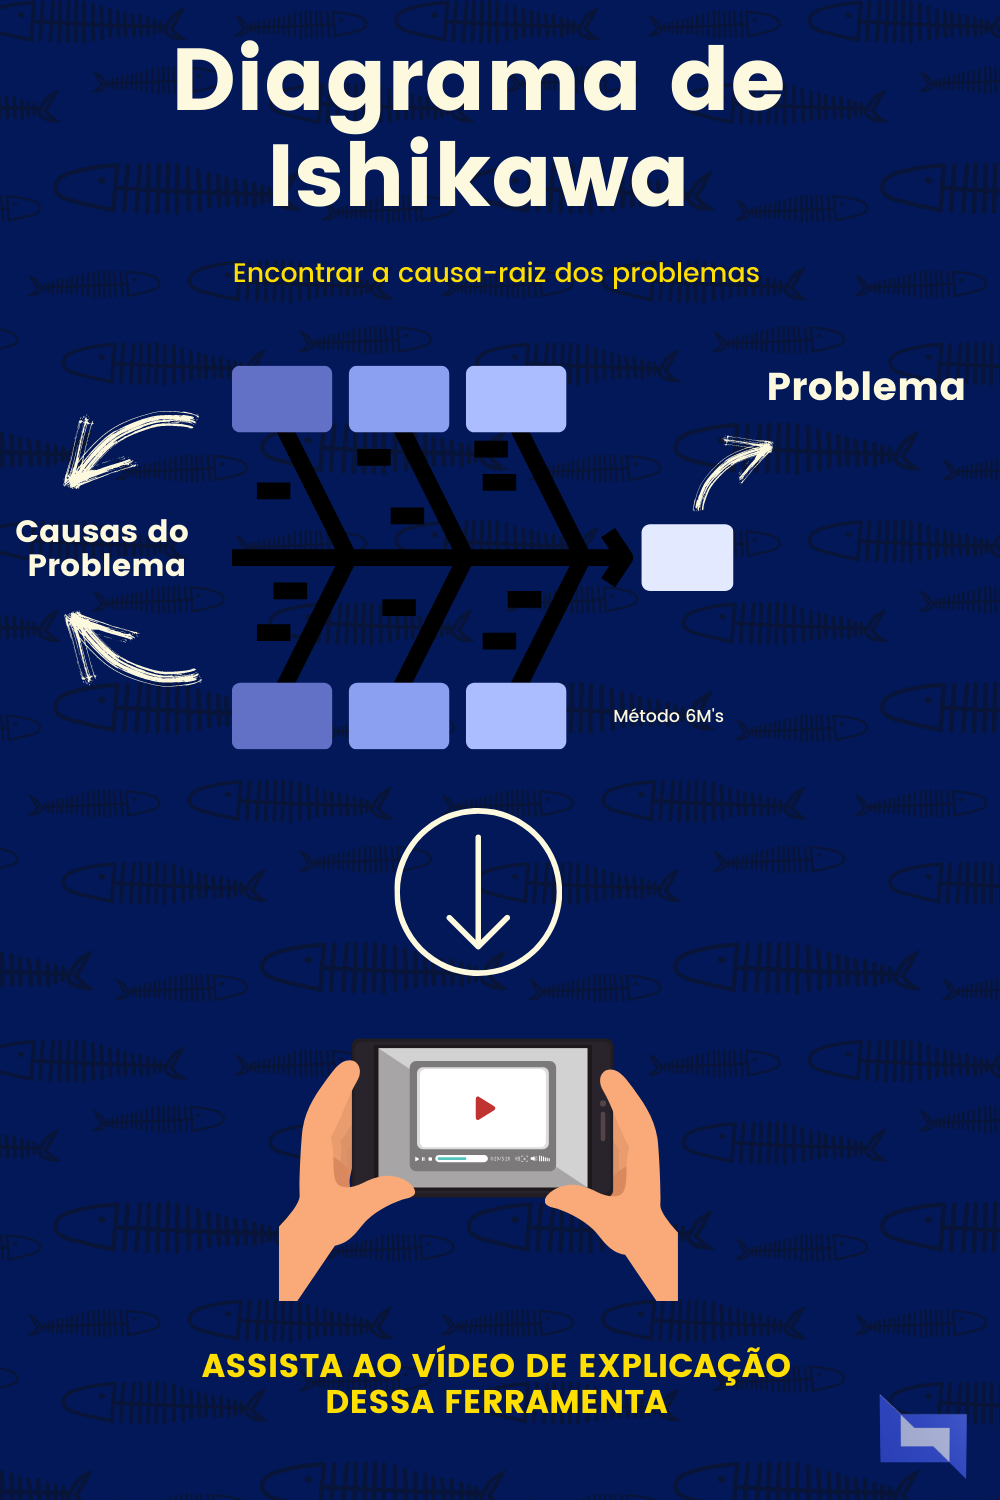 Diagrama de
Ishikawa
Encontrar a causa-raiz dos problemas
Problema
Causas do
Problema
Método 6M's
ASSISTA AO VÍDEO DE EXPLICAÇÃO
DESSA FERRAMENTA